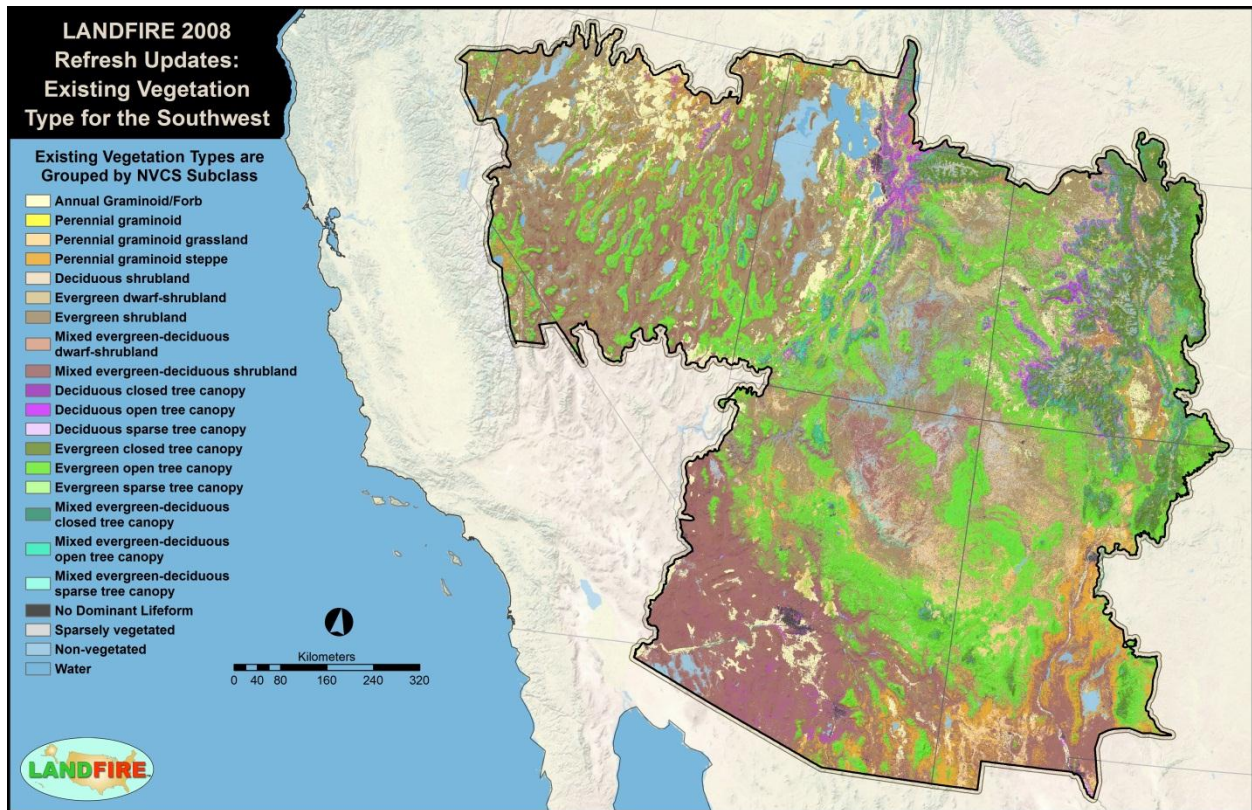 LANDFIRE 2008
Refresh Updates:
Existing Vegetation
Type for the Southwest
Existing Vegetation Types are
Grouped by NVCS Subclass
Annual Graminoid/Forb
Perennial graminoid
Perennial graminoid grassland
Perennial graminoid steppe
Deciduous shrubland
Evergreen dwarf-shrubland
Evergreen shrubland
Mixed evergreen-deciduous
dwarf-shrubland
Mixed evergreen-deciduous shrubland
Deciduous closed tree canopy
Deciduous open tree canopy
Deciduous sparse tree canopy
Evergreen closed tree canopy
Evergreen open tree canopy
Evergreen sparse tree canopy
Mixed evergreen-deciduous
closed tree canopy
Mixed evergreen-deciduous
open tree canopy
Mixed evergreen-deciduous
sparse tree canopy
No Dominant Lifeform
Sparsely vegetated
Non-vegetated
Water
Kilometers
0 40 80 160 240 320
LANDFIRE